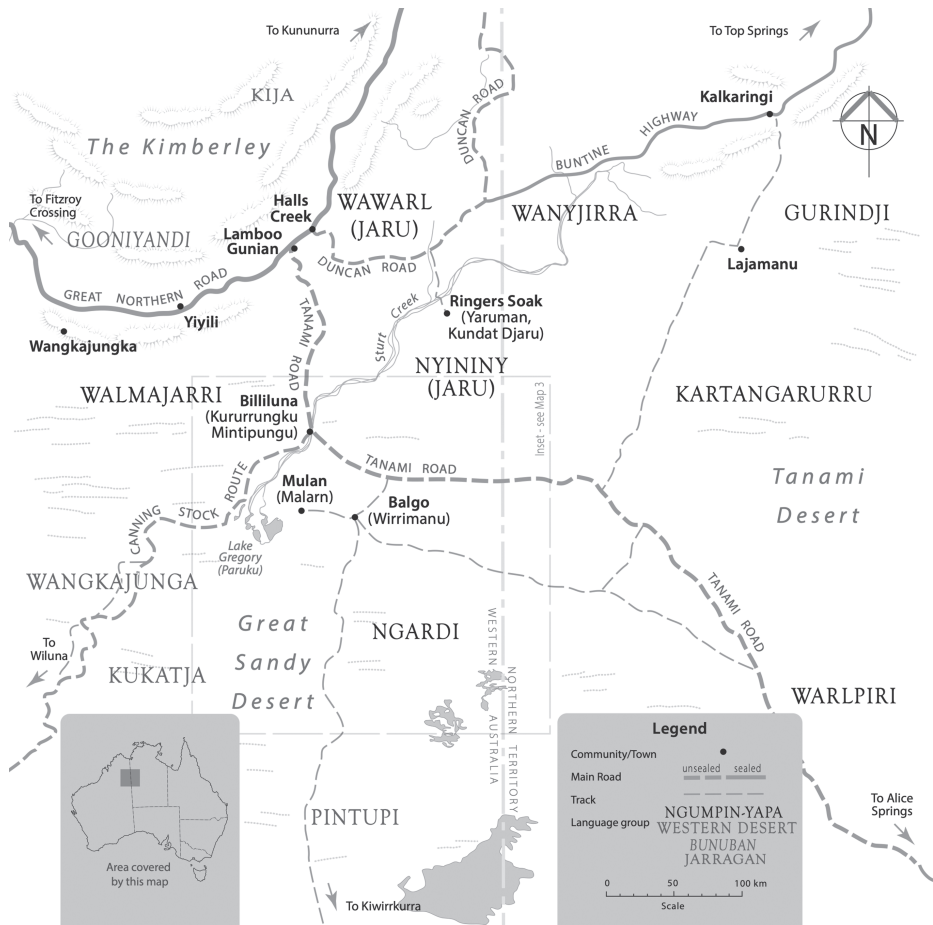 To Kununurra
To Top Springs
KIJA
Kalkaringi
The Kimberley
DUNCAN ROAD
BUNTINE HIGHWAY
N
To Fitzroy
Crossing
Halls
Creek
WAWARL
(JARU)
WANYJIRRA
GURINDJI
GOONIYANDI
Lamboo
Gunian
DUNCAN ROAD
Lajamanu
GREAT NORTHERN ROAD
Yiyili
TANAMI ROAD
Sturt Creek
Ringers Soak
(Yaruman,
Kundat Djaru)
Wangkajungka
NYININY
(JARU)
WALMAJARRI
Billiluna
(Kururrungku
Mintipungu)
Inset - see Map 3
KARTANGARURRU
TANAMI ROAD
Tanami
Desert
CANNING STOCK ROUTE
Mulan
(Malarn)
Balgo
(Wirrimanu)
Lake
Gregory
(Paruku)
WANGKAJUNGA
TANAMI ROAD
Great
Sandy
Desert
NGARDI
WESTERN AUSTRALIA
NORTHERN TERRITORY
To
Wiluna
KUKATJA
WARLPIRI
PINTUPI
To Kiwirrkurra
To Alice
Springs
Area covered
by this map
Legend
Community/Town
unsealed sealed
Main Road
Track
Language group NGUMPIN-YAPA
WESTERN DESERT
BUNUBAN
JARRAGAN
0 50 100 km
Scale